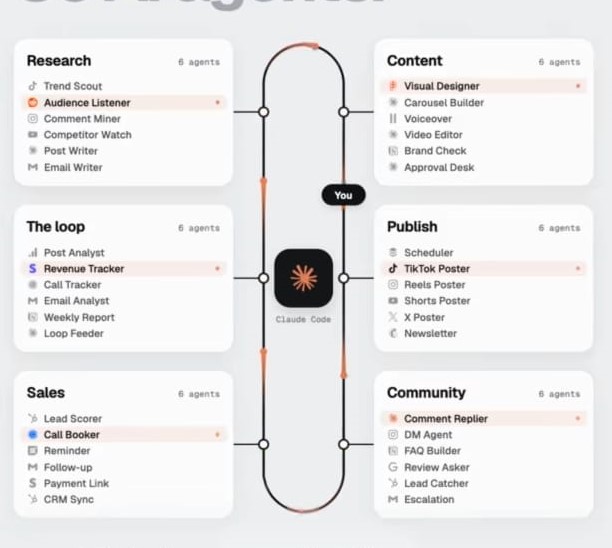 Research 6 agents
Trend Scout
Audience Listener
Comment Miner
Competitor Watch
Post Writer
Email Writer
Content 6 agents
Visual Designer
Carousel Builder
Voiceover
Video Editor
Brand Check
Approval Desk
You
The loop 6 agents
Post Analyst
Revenue Tracker
Call Tracker
Email Analyst
Weekly Report
Loop Feeder
Claude Code
Publish 6 agents
Scheduler
TikTok Poster
Reels Poster
Shorts Poster
X Poster
Newsletter
Sales 6 agents
Lead Scorer
Call Booker
Reminder
Follow-up
Payment Link
CRM Sync
Community 6 agents
Comment Replier
DM Agent
FAQ Builder
Review Asker
Lead Catcher
Escalation